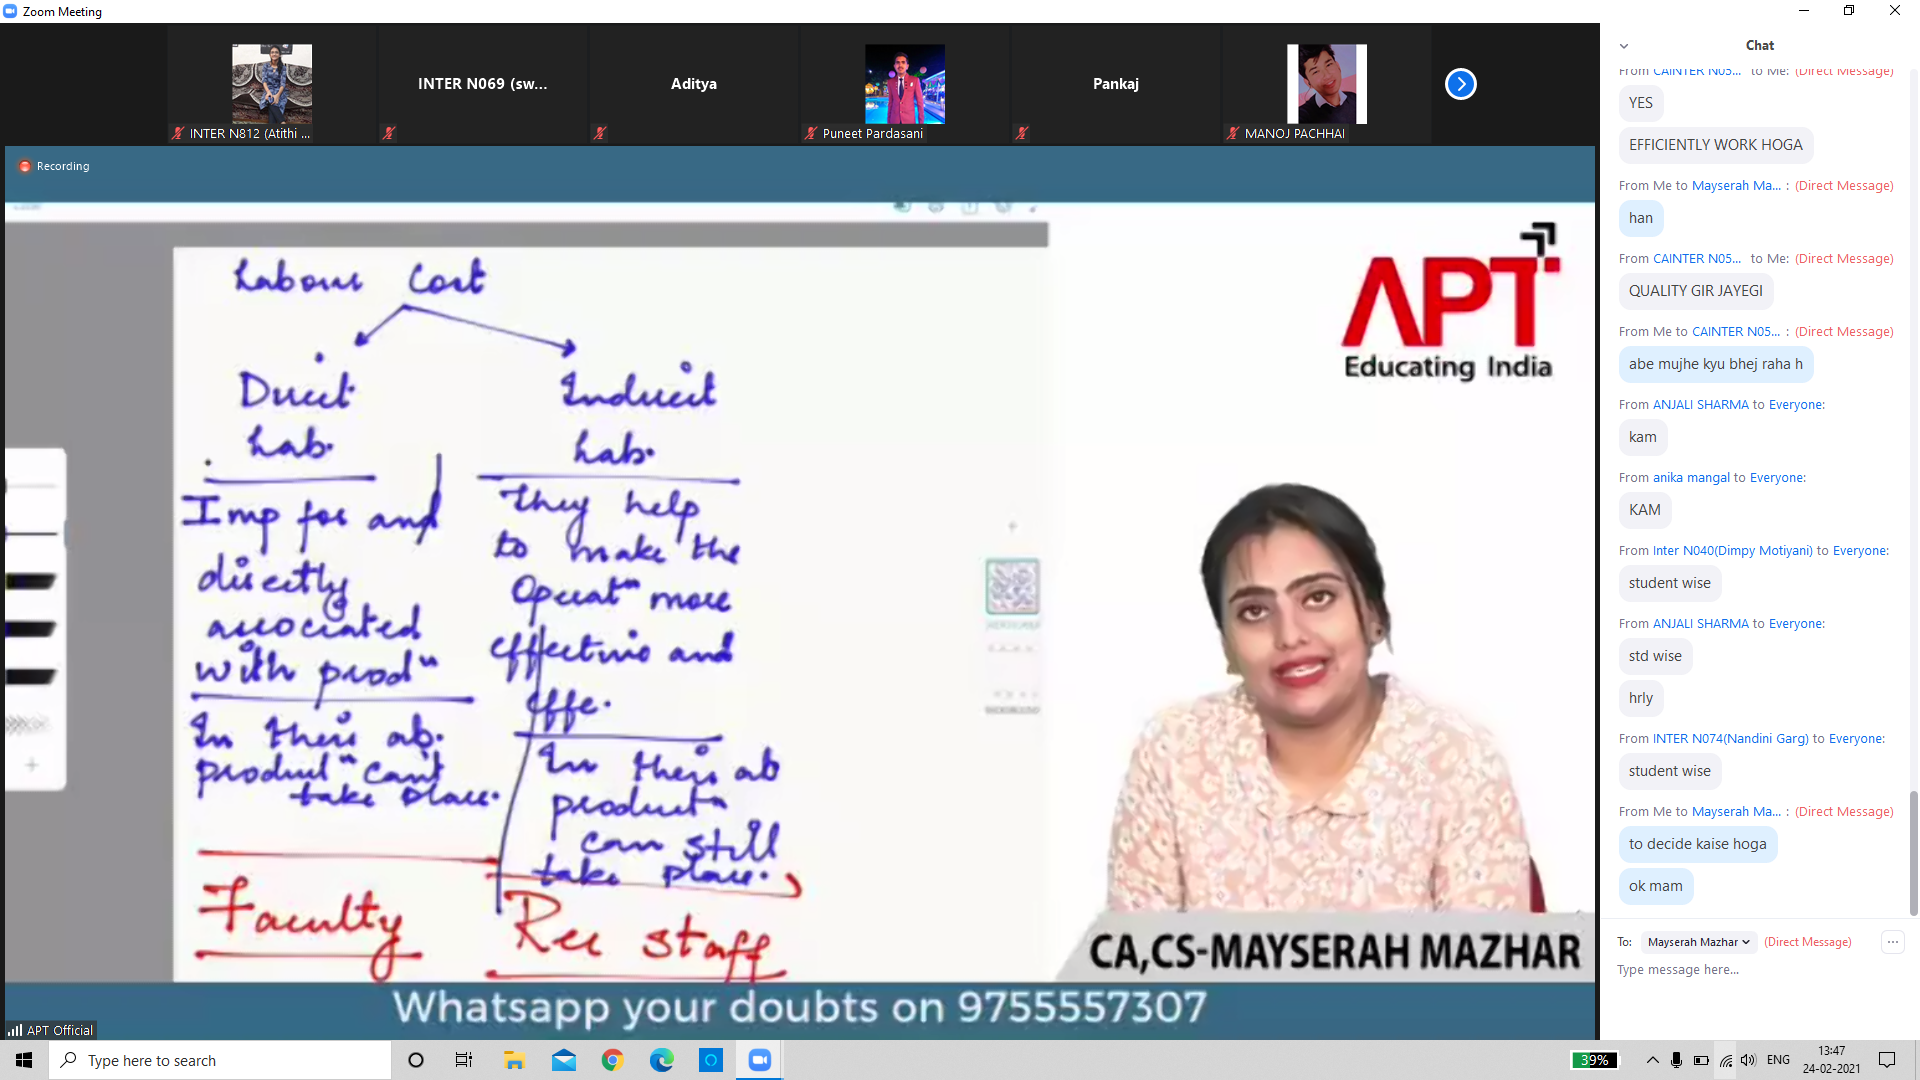 Zoom Meeting
INTER N812 (Atithi ...
INTER N069 (sw...
Aditya
Puneet Pardasani
Pankaj
MANOJ PACHHAI
Recording
Labour Cost
Direct
Lab.
Imp for and
directly
associated
with prodn
In their ab.
productn can't
take place.
Faculty
Indirect
Lab.
They help
to make the
Operatn more
effective and
effe.
In their ab
productn
can still
take place.
Rec staff
APT
Educating India
CA,CS-MAYSERAH MAZHAR
Whatsapp your doubts on 9755557307
APT Official
Chat
From CAINTER N05... to Me: (Direct Message)
YES
EFFICIENTLY WORK HOGA
From Me to Mayserah Ma... : (Direct Message)
han
From CAINTER N05... to Me: (Direct Message)
QUALITY GIR JAYEGI
From Me to CAINTER N05... : (Direct Message)
abe mujhe kyu bhej raha h
From ANJALI SHARMA to Everyone:
kam
From anika mangal to Everyone:
KAM
From Inter N040(Dimpy Motiyani) to Everyone:
student wise
From ANJALI SHARMA to Everyone:
std wise
hrly
From INTER N074(Nandini Garg) to Everyone:
student wise
From Me to Mayserah Ma... : (Direct Message)
to decide kaise hoga
ok mam
To: Mayserah Mazhar (Direct Message)
Type message here...
Type here to search
39%
ENG
13:47
24-02-2021